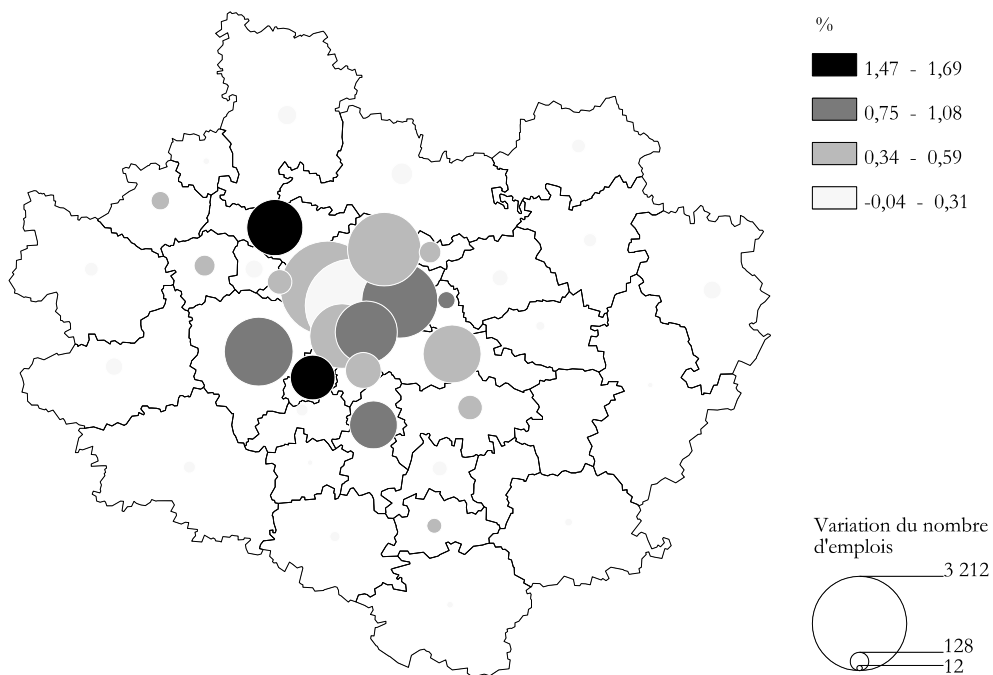 %
1,47 - 1,69
0,75 - 1,08
0,34 - 0,59
-0,04 - 0,31
Variation du nombre
d'emplois
3 212
128
12